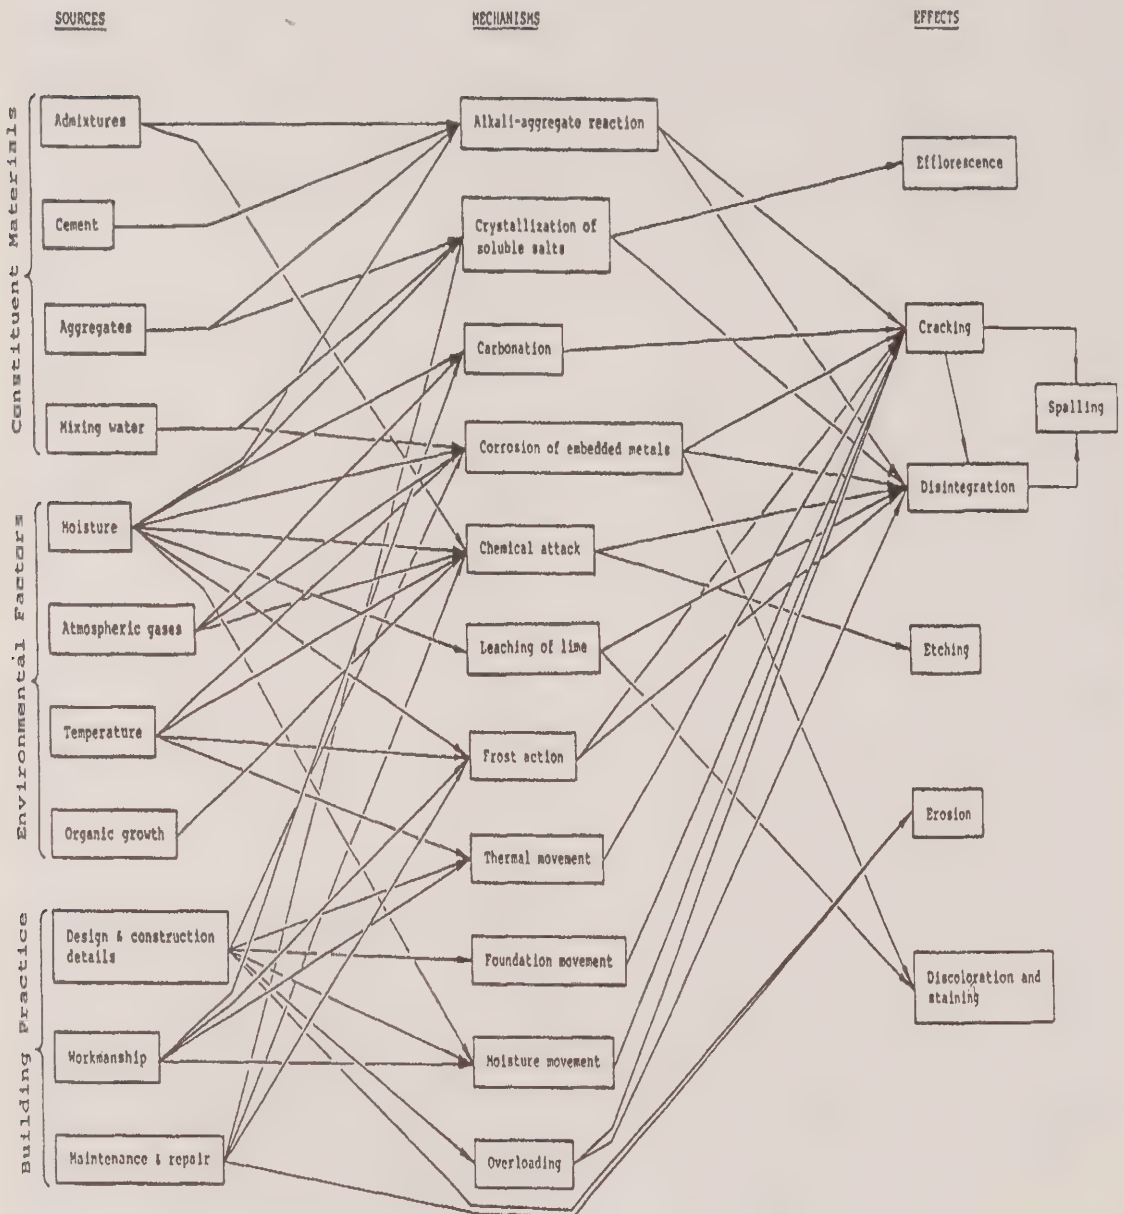 SOURCES
MECHANISMS
EFFECTS
Constituent Materials
Admixtures
Cement
Aggregates
Mixing water
Environmental Factors
Moisture
Atmospheric gases
Temperature
Organic growth
Building Practice
Design & construction
details
Workmanship
Maintenance & repair
Alkali-aggregate reaction
Crystallization of
soluble salts
Carbonation
Corrosion of embedded metals
Chemical attack
Leaching of lime
Frost action
Thermal movement
Foundation movement
Moisture movement
Overloading
Efflorescence
Cracking
Spalling
Disintegration
Etching
Erosion
Discoloration and
staining